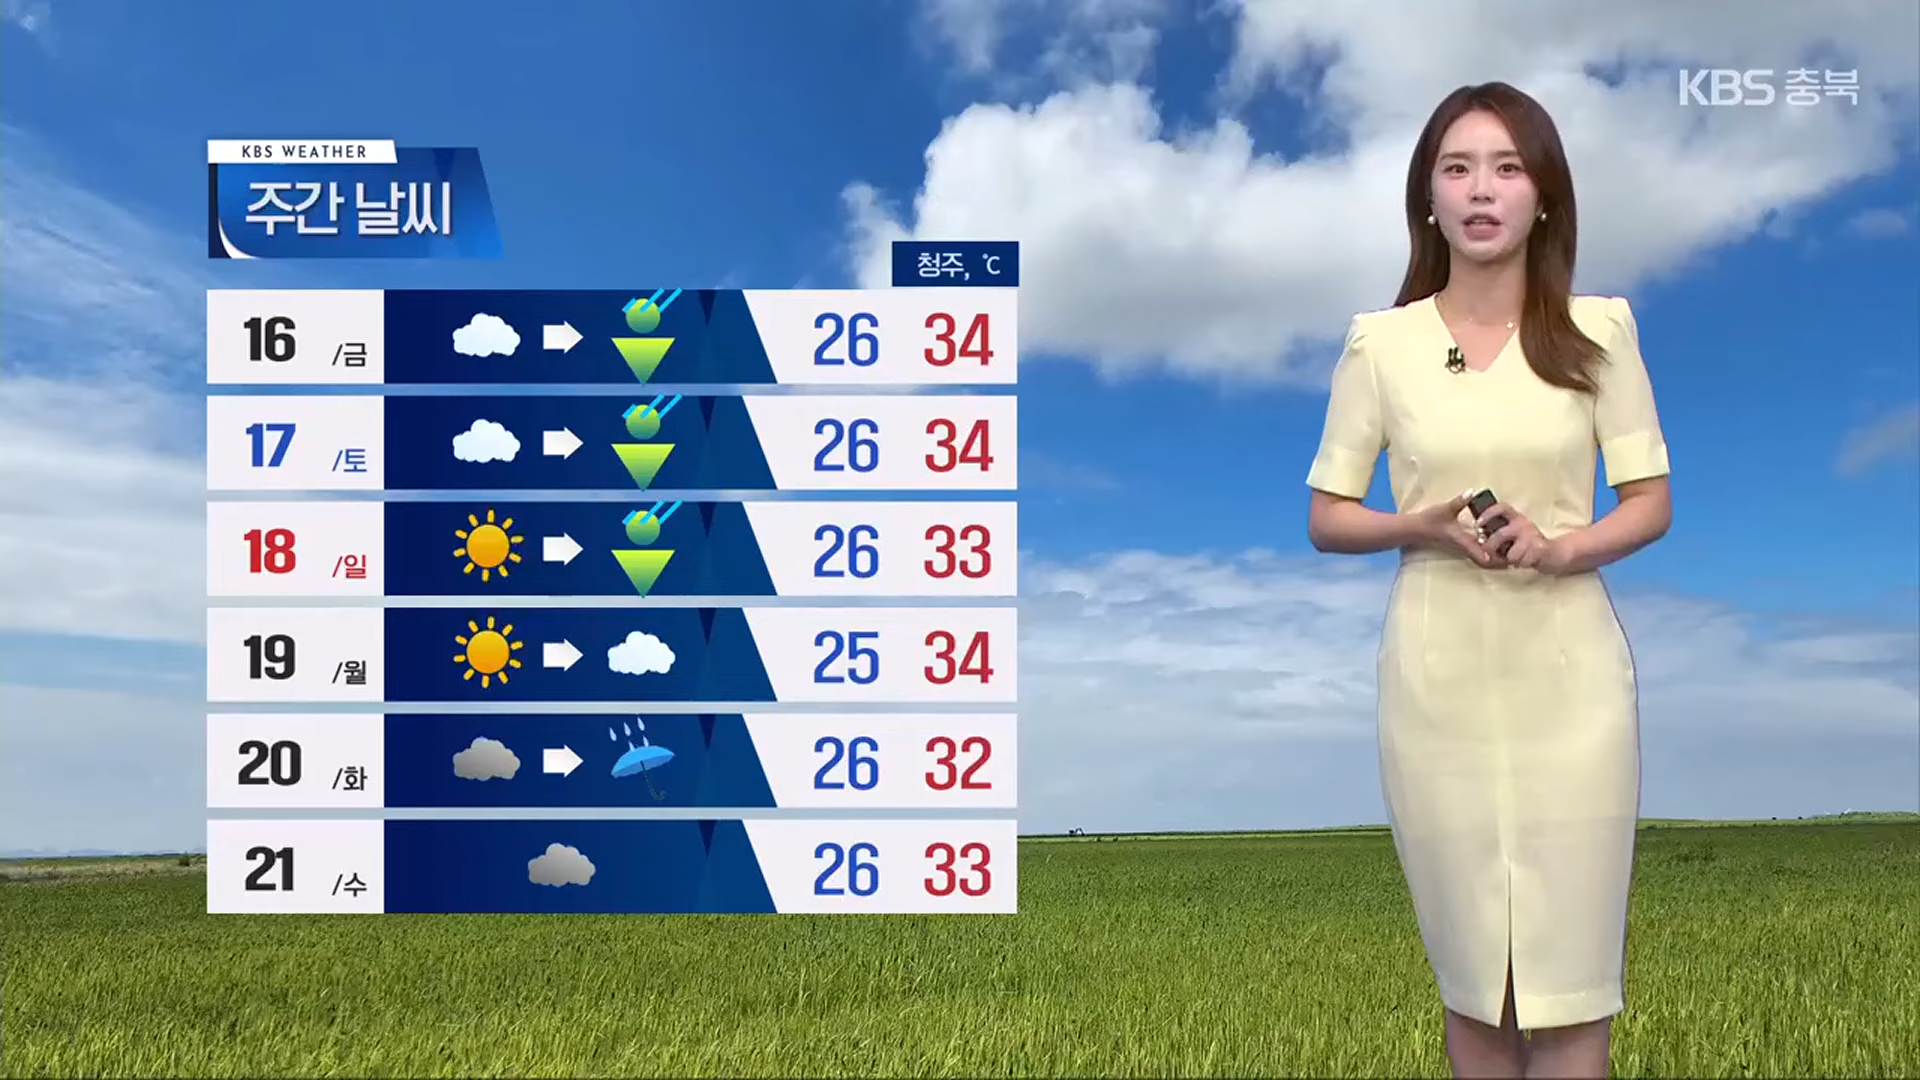 KBS 충북
KBS WEATHER
주간 날씨
청주, ℃
16 /금 26 34
17 /토 26 34
18 /일 26 33
19 /월 25 34
20 /화 26 32
21 /수 26 33